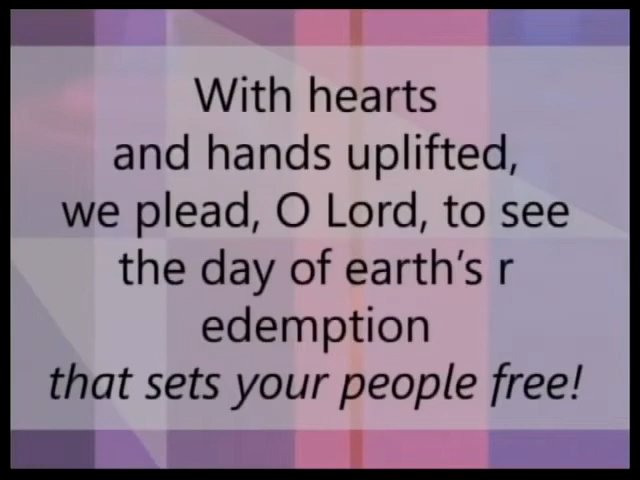 With hearts
and hands uplifted,
we plead, O Lord, to see
the day of earth's r
edemption
that sets your people free!